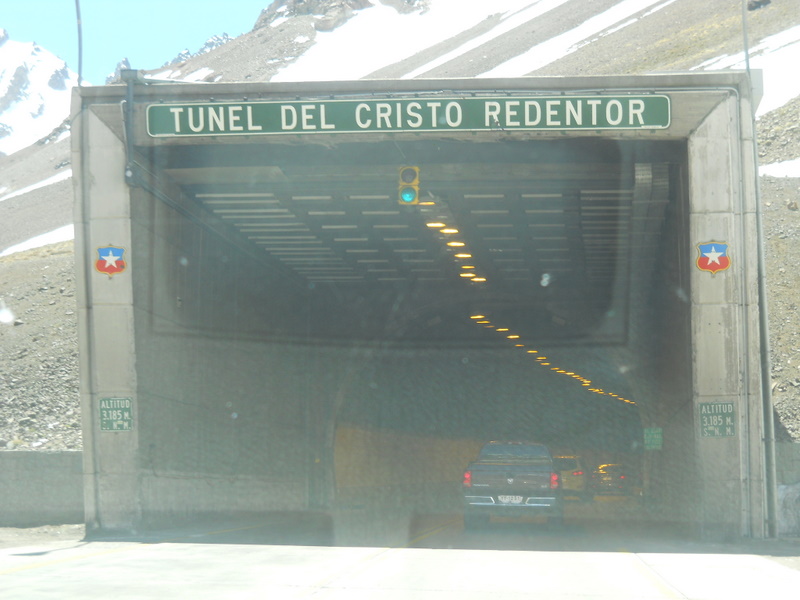 TUNEL DEL CRISTO REDENTOR
ALTITUD
3.185 M.
S. N. M.
ALTITUD
3.185 M.
S. N. M.